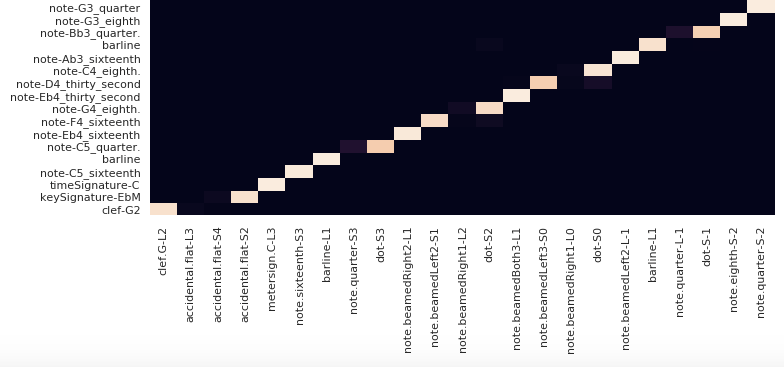 note-G3_quarter
note-G3_eighth
note-Bb3_quarter.
barline
note-Ab3_sixteenth
note-C4_eighth.
note-D4_thirty_second
note-Eb4_thirty_second
note-G4_eighth.
note-F4_sixteenth
note-Eb4_sixteenth
note-C5_quarter.
barline
note-C5_sixteenth
timeSignature-C
keySignature-EbM
clef-G2
clef.G-L2
accidental.flat-L3
accidental.flat-S4
accidental.flat-S2
metersign.C-L3
note.sixteenth-S3
barline-L1
note.quarter-S3
dot-S3
note.beamedRight2-L1
note.beamedLeft2-S1
note.beamedRight1-L2
dot-S2
note.beamedBoth3-L1
note.beamedLeft3-S0
note.beamedRight1-L0
dot-S0
note.beamedLeft2-L-1
barline-L1
note.quarter-L-1
dot-S-1
note.eighth-S-2
note.quarter-S-2